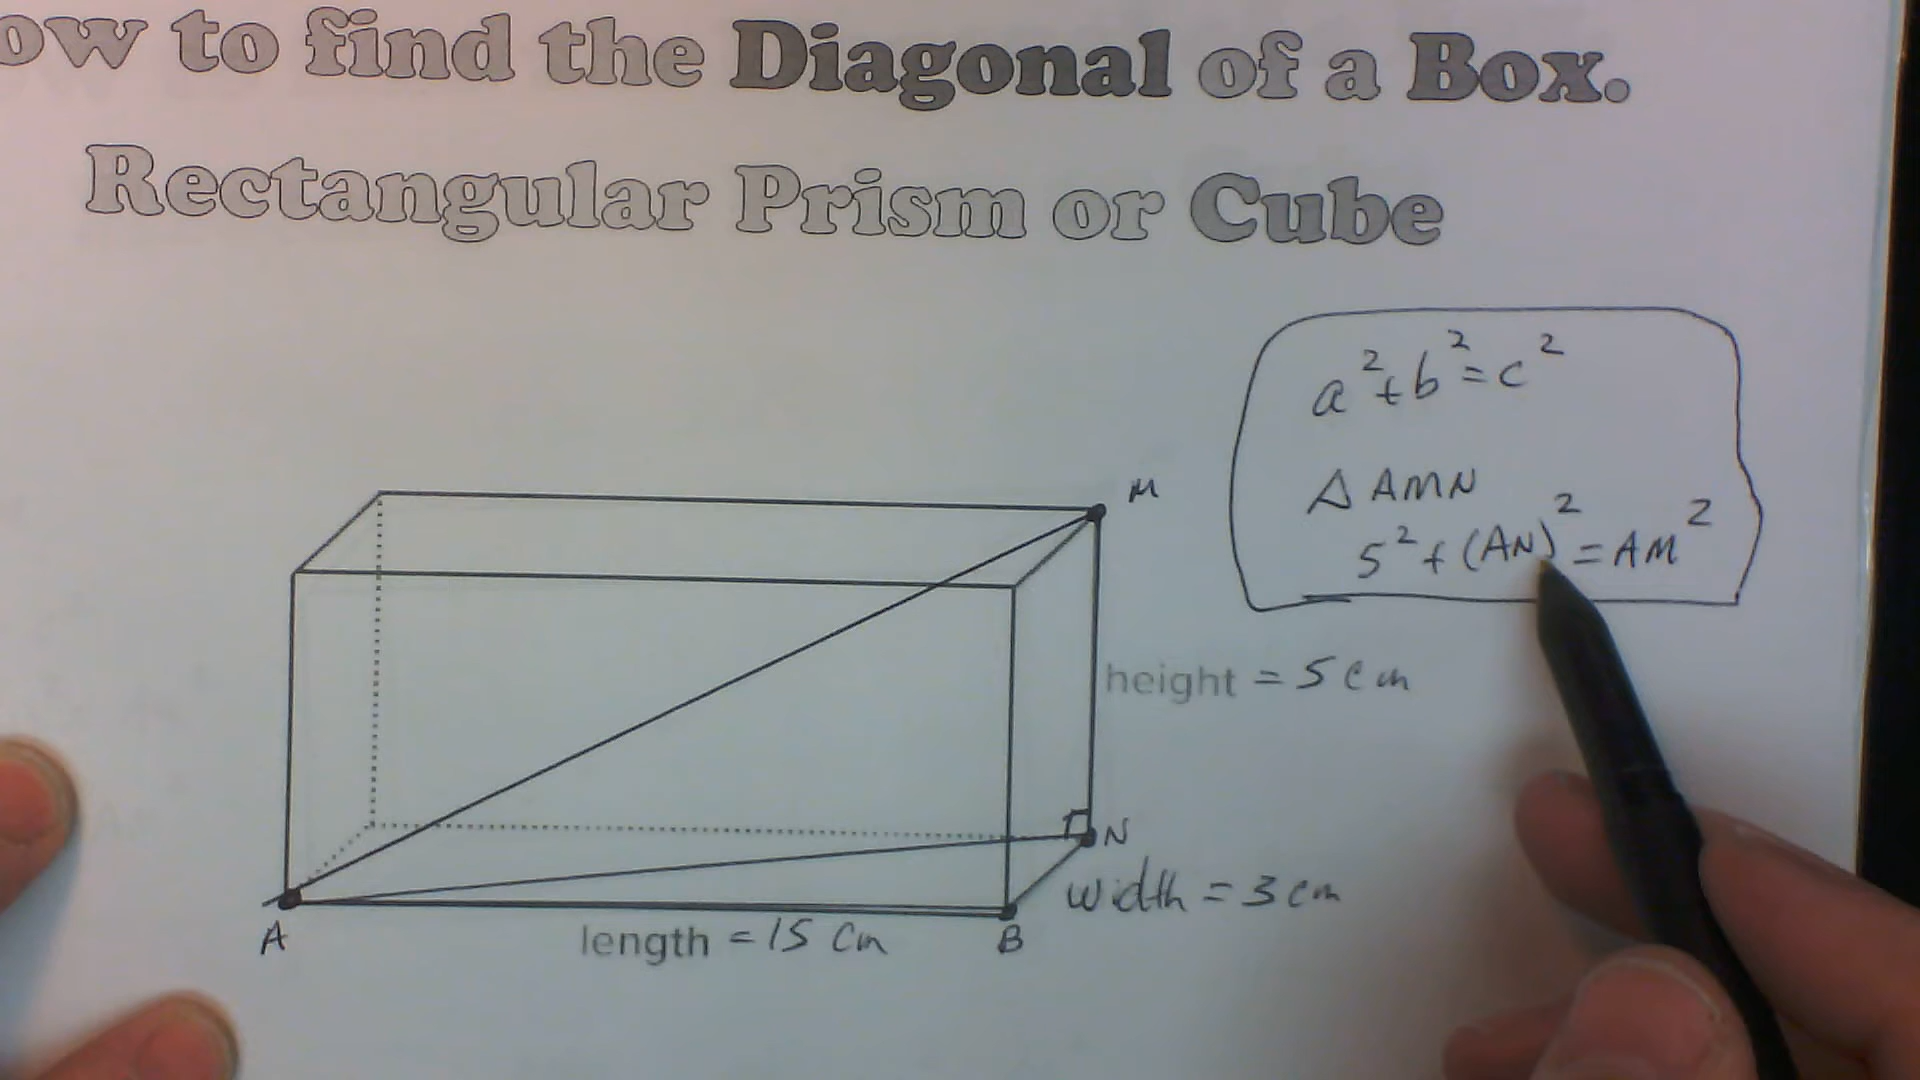 ow to find the Diagonal of a Box.
Rectangular Prism or Cube
a²+b²=c²
△ AMN
5²+(AN)²=AM²
M
height = 5 cm
N
width = 3 cm
A
length = 15 cm
B